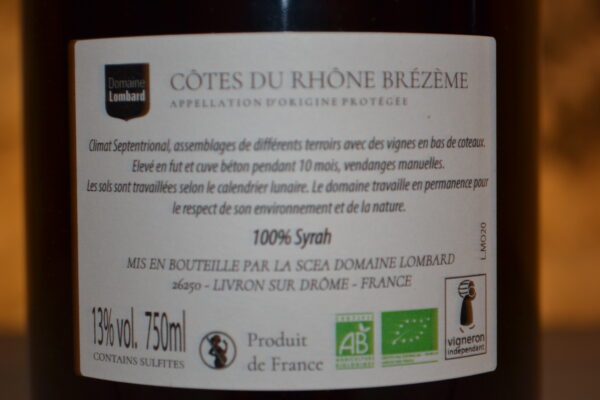 Domaine
Lombard
CÔTES DU RHÔNE BRÉZÈME
APPELLATION D'ORIGINE PROTÉGÉE
Climat Septentrional, assemblages de différents terroirs avec des vignes en bas de coteaux.
Elevé en fut et cuve béton pendant 10 mois, vendanges manuelles.
Les sols sont travaillées selon le calendrier lunaire. Le domaine travaille en permanence pour
le respect de son environnement et de la nature.
100% Syrah
MIS EN BOUTEILLE PAR LA SCEA DOMAINE LOMBARD
26250 - LIVRON SUR DRÔME - FRANCE
L.MO20
13% vol. 750ml
CONTAINS SULFITES
Produit
de France
AB
AGRICULTURE
BIOLOGIQUE
vigneron
indépendant